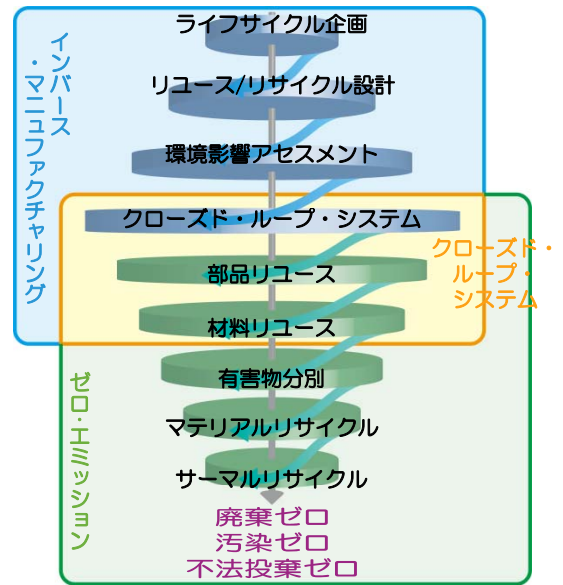 ライフサイクル企画
インバース
・マニュファクチャリング
リユース/リサイクル設計
環境影響アセスメント
クローズド・ループ・システム
クローズド・
ループ・
システム
部品リユース
材料リユース
有害物分別
ゼロ・エミッション
マテリアルリサイクル
サーマルリサイクル
廃棄ゼロ
汚染ゼロ
不法投棄ゼロ